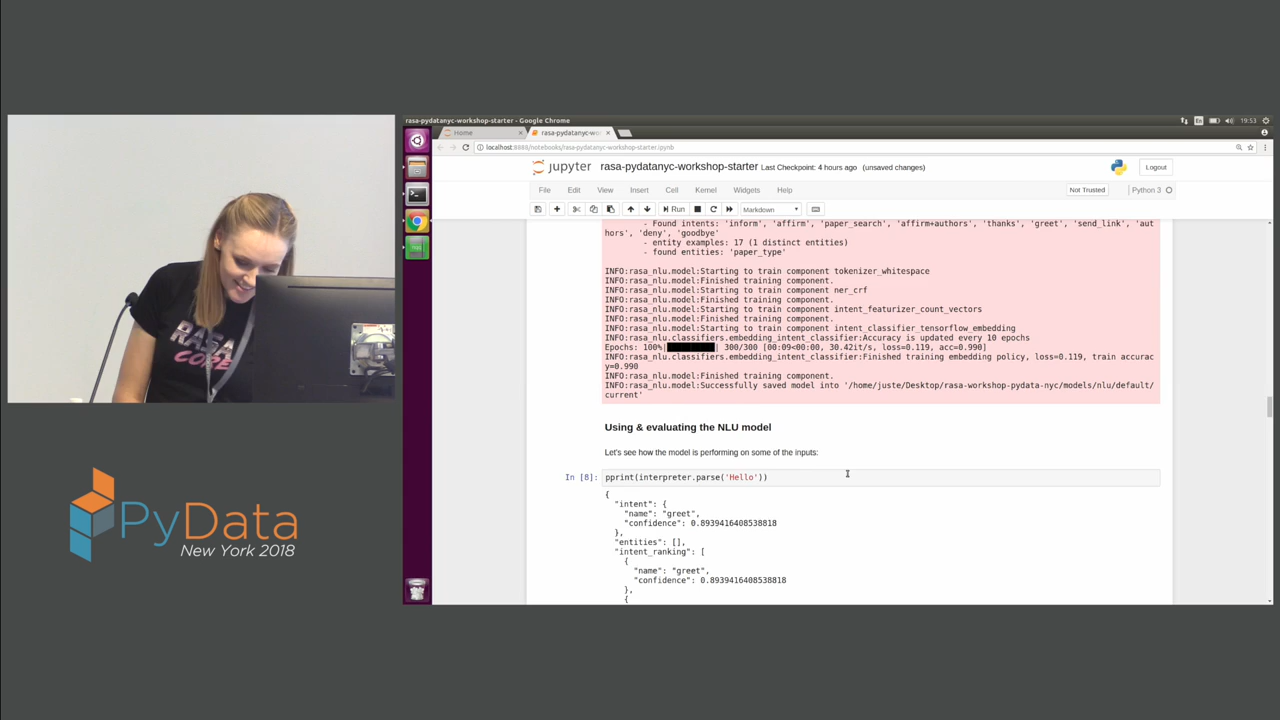 rasa-pydatanyc-workshop-starter - Google Chrome
19:53
Home
rasa-pydatanyc-wo
localhost:8888/notebooks/rasa-pydatanyc-workshop-starter.ipynb
jupyter rasa-pydatanyc-workshop-starter Last Checkpoint: 4 hours ago (unsaved changes)
Logout
File Edit View Insert Cell Kernel Widgets Help
Not Trusted
Python 3
Run
Markdown
- Found intents: 'inform', 'affirm', 'paper_search', 'affirm+authors', 'thanks', 'greet', 'send_link', 'aut
hors', 'deny', 'goodbye'
- entity examples: 17 (1 distinct entities)
- found entities: 'paper_type'
INFO:rasa_nlu.model:Starting to train component tokenizer_whitespace
INFO:rasa_nlu.model:Finished training component.
INFO:rasa_nlu.model:Starting to train component ner_crf
INFO:rasa_nlu.model:Finished training component.
INFO:rasa_nlu.model:Starting to train component intent_featurizer_count_vectors
INFO:rasa_nlu.model:Finished training component.
INFO:rasa_nlu.model:Starting to train component intent_classifier_tensorflow_embedding
INFO:rasa_nlu.classifiers.embedding_intent_classifier:Accuracy is updated every 10 epochs
Epochs: 100%| | 300/300 [00:09<00:00, 30.42it/s, loss=0.119, acc=0.990]
INFO:rasa_nlu.classifiers.embedding_intent_classifier:Finished training embedding policy, loss=0.119, train accurac
y=0.990
INFO:rasa_nlu.model:Finished training component.
INFO:rasa_nlu.model:Successfully saved model into '/home/juste/Desktop/rasa-workshop-pydata-nyc/models/nlu/default/
current'
Using & evaluating the NLU model
Let's see how the model is performing on some of the inputs:
In [8]: pprint(interpreter.parse('Hello'))
{
"intent": {
"name": "greet",
"confidence": 0.8939416408538818
},
"entities": [],
"intent_ranking": [
{
"name": "greet",
"confidence": 0.8939416408538818
},
{
RASA
CORE
PyData
New York 2018